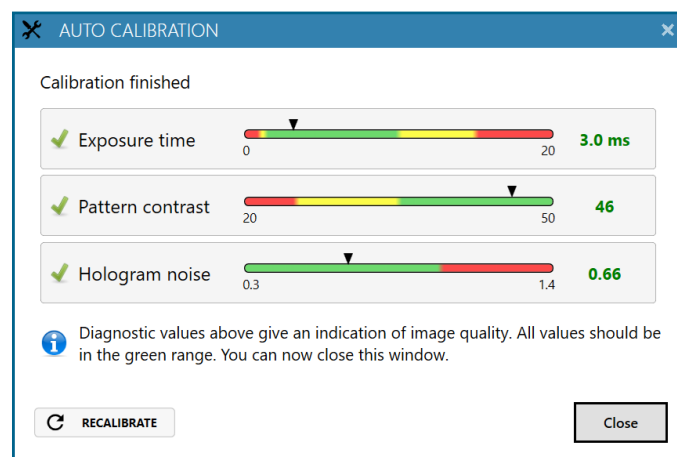 AUTO CALIBRATION
Calibration finished
Exposure time
0
20
3.0 ms
Pattern contrast
20
50
46
Hologram noise
0.3
1.4
0.66
Diagnostic values above give an indication of image quality. All values should be
in the green range. You can now close this window.
RECALIBRATE
Close